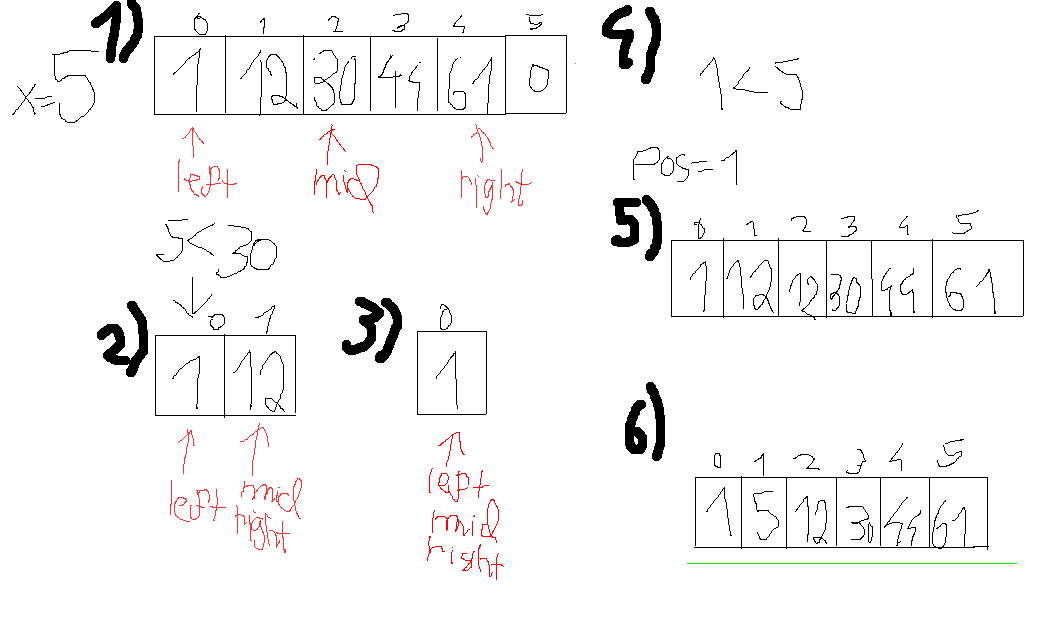 1)
0 1 2 3 4 5
x=5
1 12 30 44 61 0
left mid right
5<30
2)
0 1
1 12
left mid
right
3)
0
1
left
mid
right
4)
1<5
Pos=1
5)
0 1 2 3 4 5
1 12 12 30 44 61
6)
0 1 2 3 4 5
1 5 12 30 44 61